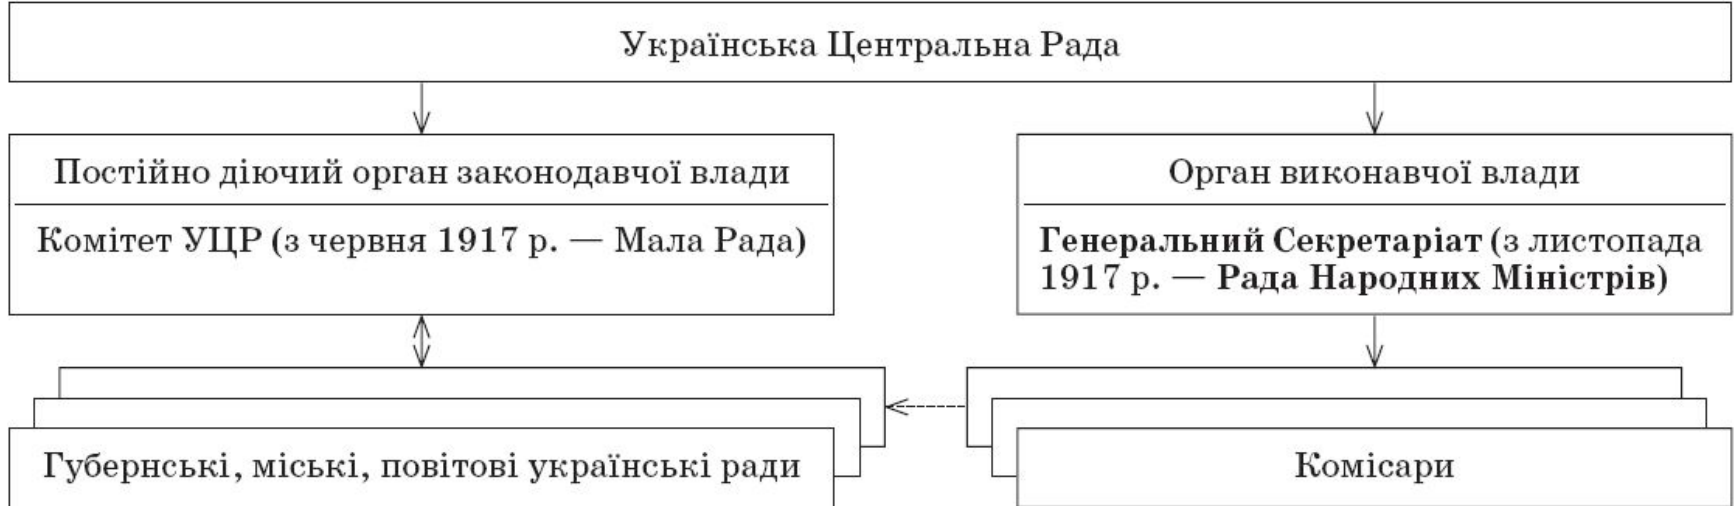 Українська Центральна Рада
Постійно діючий орган законодавчої влади
Комітет УЦР (з червня 1917 р. — Мала Рада)
Орган виконавчої влади
Генеральний Секретаріат (з листопада
1917 р. — Рада Народних Міністрів)
Губернські, міські, повітові українські ради
Комісари